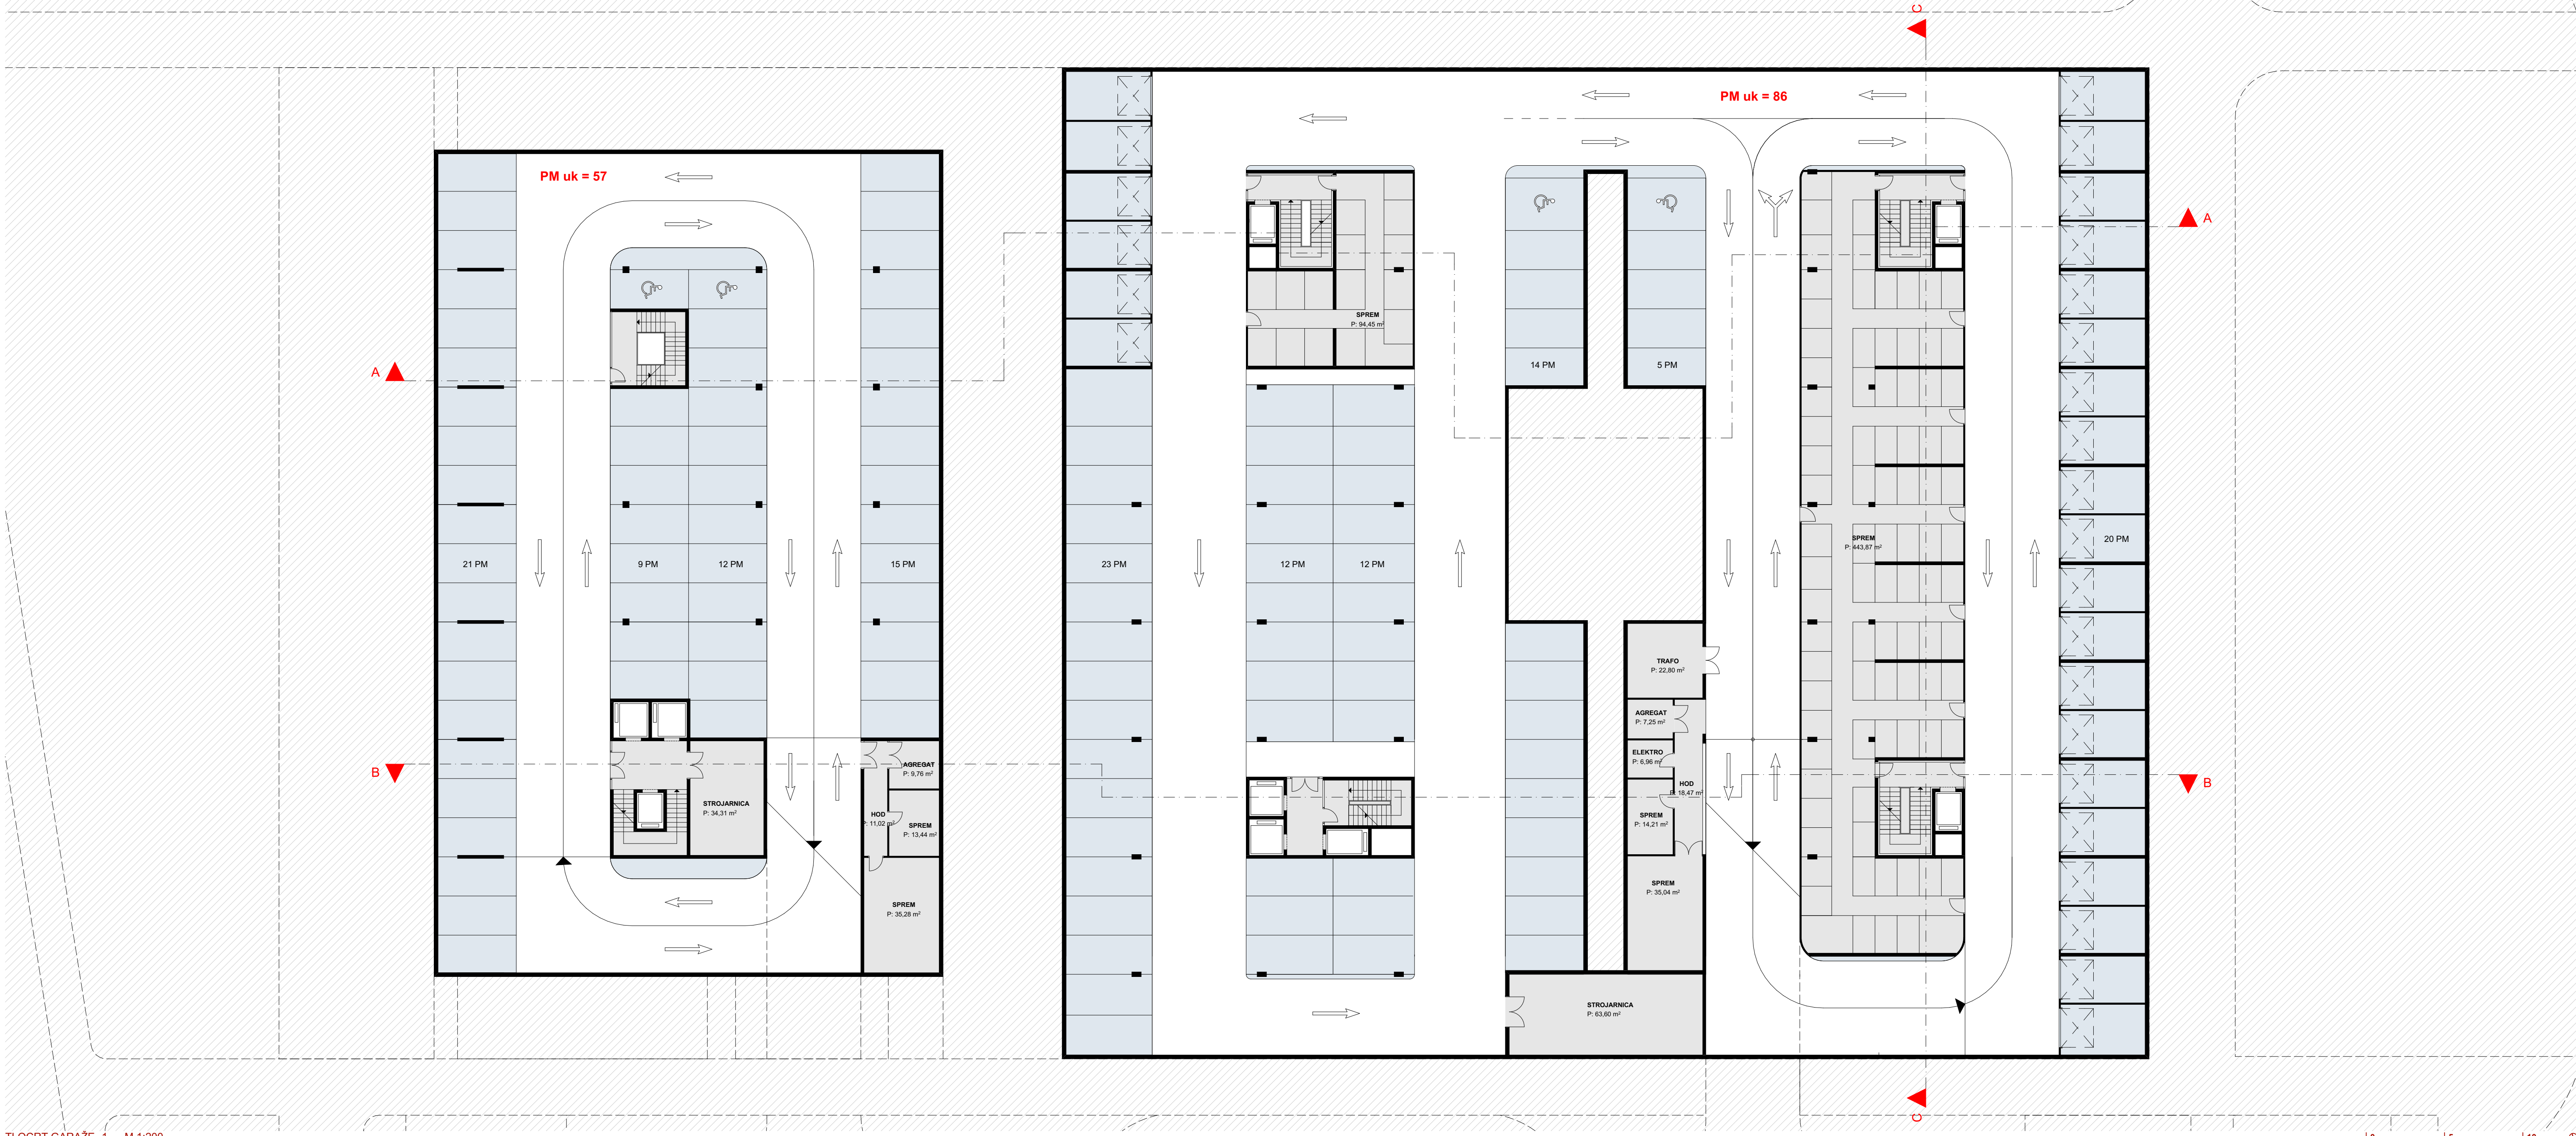 C
PM uk = 86
PM uk = 57
A
A
SPREM
P: 94,45 m²
14 PM
5 PM
SPREM
P: 443,87 m²
20 PM
21 PM
9 PM
12 PM
15 PM
23 PM
12 PM
12 PM
TRAFO
P: 22,80 m²
AGREGAT
P: 7,25 m²
ELEKTRO
P: 6,96 m²
B
AGREGAT
P: 9,76 m²
HOD
P: 18,47 m²
B
STROJARNICA
P: 34,31 m²
HOD
P: 11,02 m²
SPREM
P: 13,44 m²
SPREM
P: 14,21 m²
SPREM
P: 35,04 m²
SPREM
P: 35,28 m²
STROJARNICA
P: 63,60 m²
C